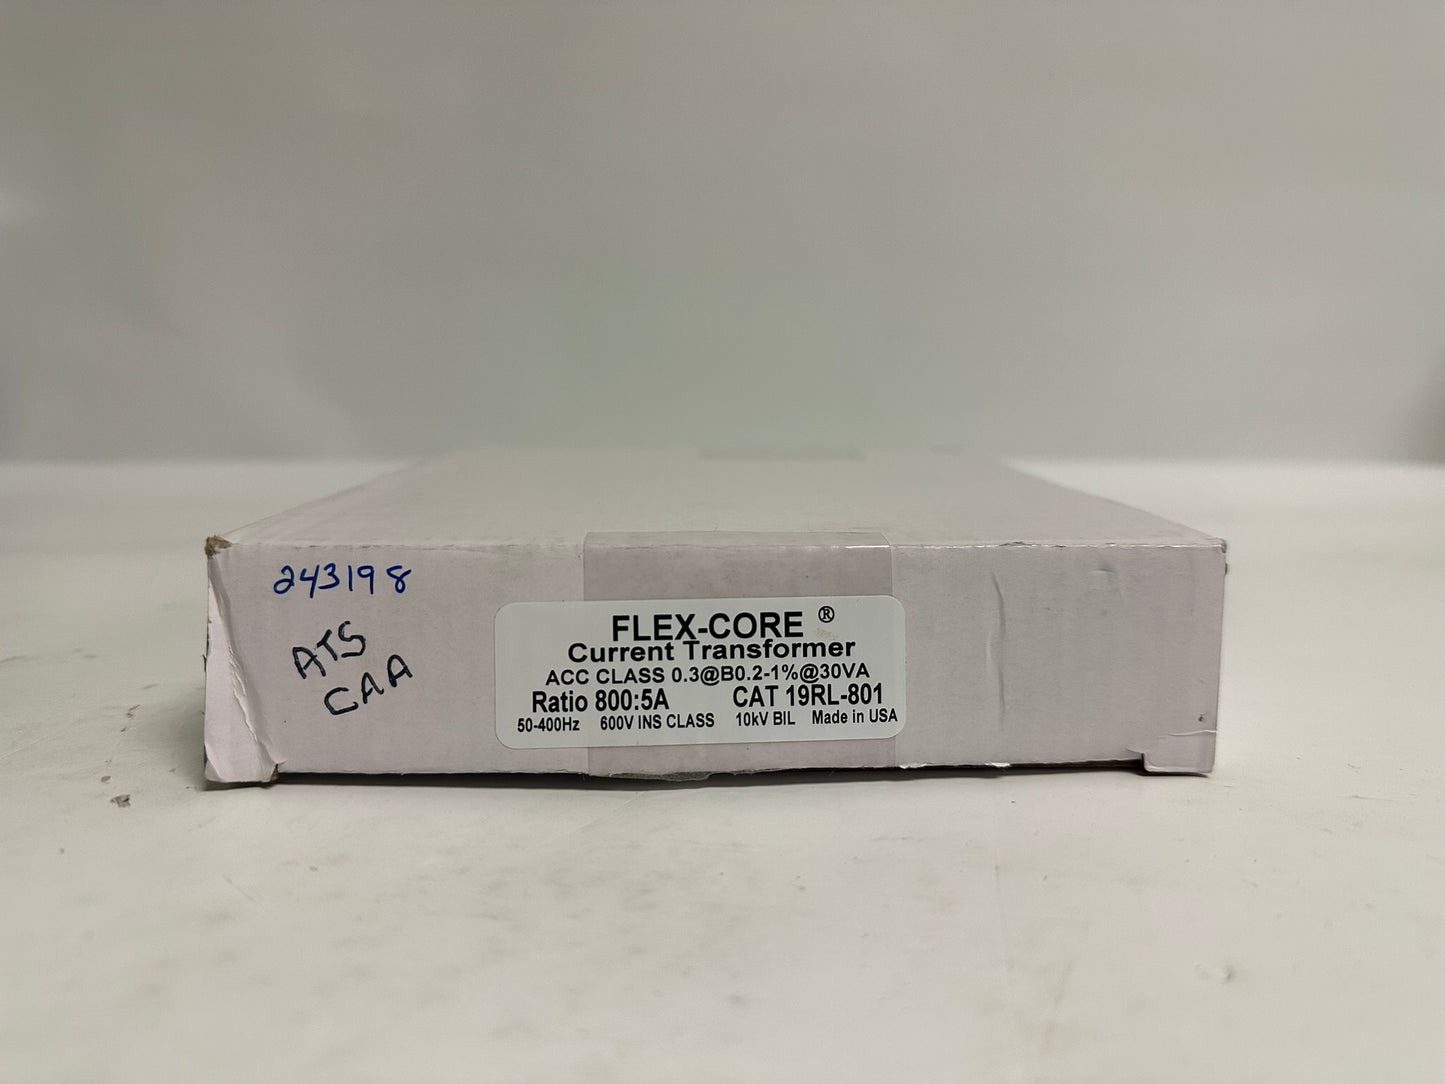 243198
ATS
CAA
FLEX-CORE ®
Current Transformer
ACC CLASS 0.3@B0.2-1%@30VA
Ratio 800:5A CAT 19RL-801
50-400Hz 600V INS CLASS 10kV BIL Made in USA